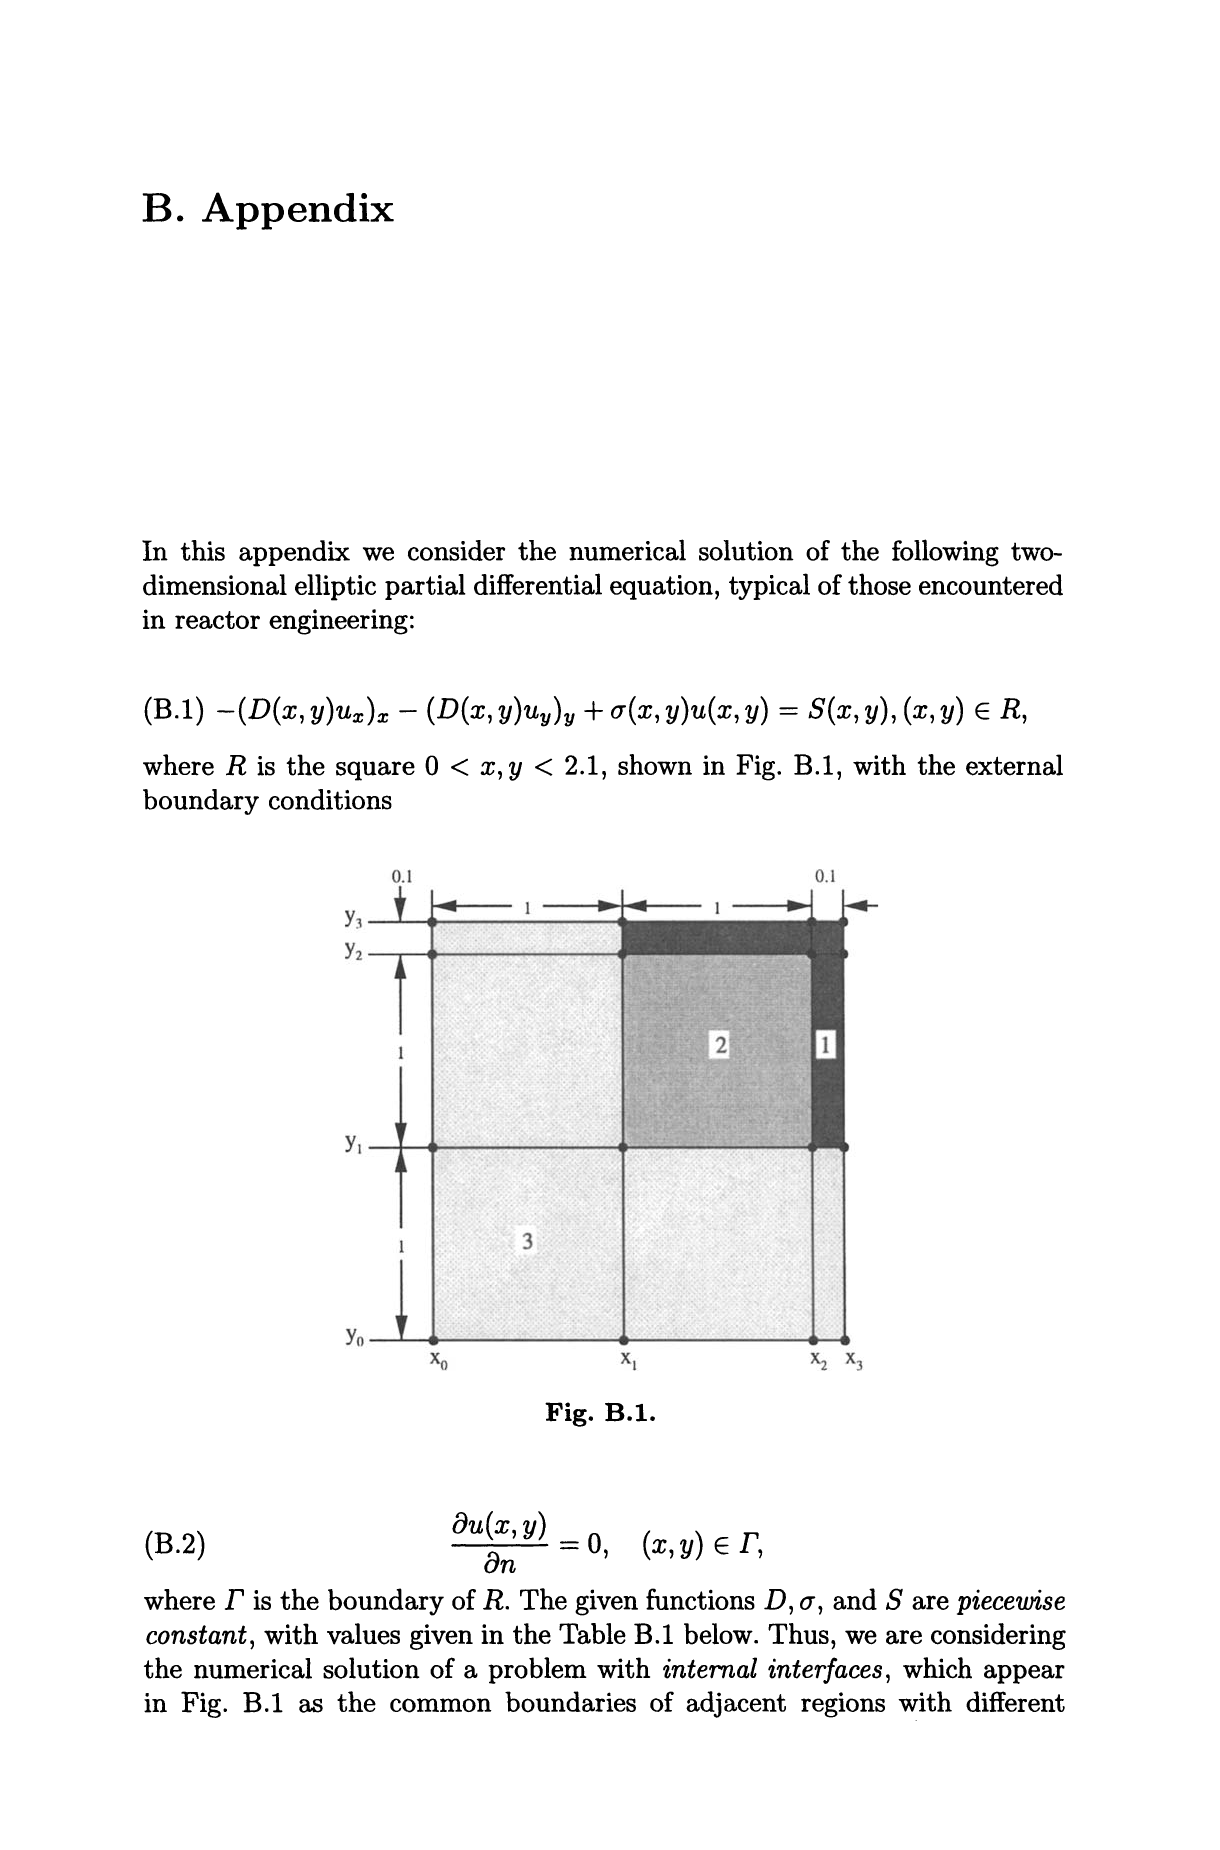 B. Appendix
In this appendix we consider the numerical solution of the following two-
dimensional elliptic partial differential equation, typical of those encountered
in reactor engineering:
(B.1) −(D(x, y)uₓ)ₓ − (D(x, y)u_y)_y + σ(x, y)u(x, y) = S(x, y), (x, y) ∈ R,
where R is the square 0 < x, y < 2.1, shown in Fig. B.1, with the external
boundary conditions
0.1 0.1
1 1
y₃
y₂
2 1
1
y₁
3
1
y₀
x₀ x₁ x₂ x₃
Fig. B.1.
(B.2) ∂u(x, y)/∂n = 0, (x, y) ∈ Γ,
where Γ is the boundary of R. The given functions D, σ, and S are piecewise
constant, with values given in the Table B.1 below. Thus, we are considering
the numerical solution of a problem with internal interfaces, which appear
in Fig. B.1 as the common boundaries of adjacent regions with different